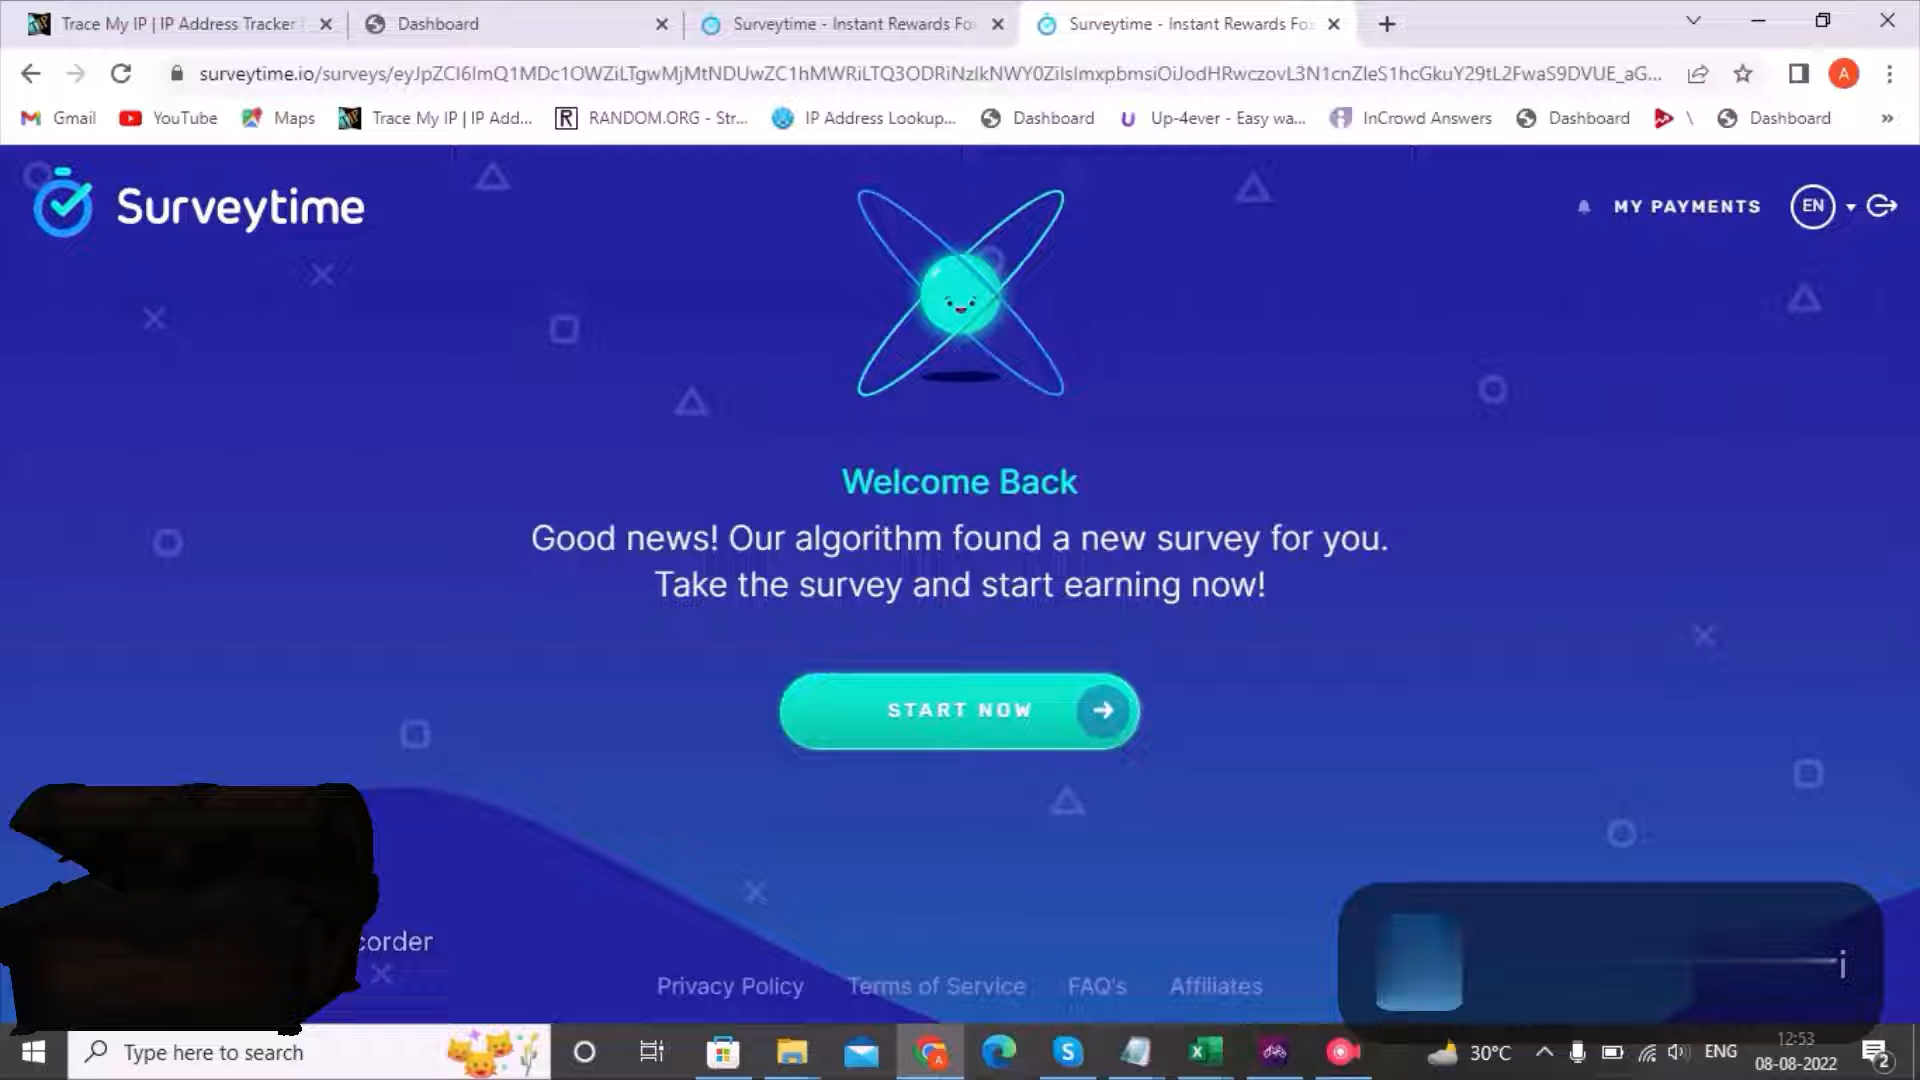 Trace My IP | IP Address Tracker
Dashboard
Surveytime - Instant Rewards Fo
Surveytime - Instant Rewards Fo
A
Gmail
YouTube
Maps
Trace My IP | IP Add...
RANDOM.ORG - Str...
IP Address Lookup...
Dashboard
Up-4ever - Easy wa...
InCrowd Answers
Dashboard
\
Dashboard
»
Surveytime
MY PAYMENTS
EN
Welcome Back
Good news! Our algorithm found a new survey for you.
Take the survey and start earning now!
START NOW
corder
Privacy Policy
Terms of Service
FAQ's
Affiliates
Type here to search
30°C
ENG
12:53
08-08-2022
2